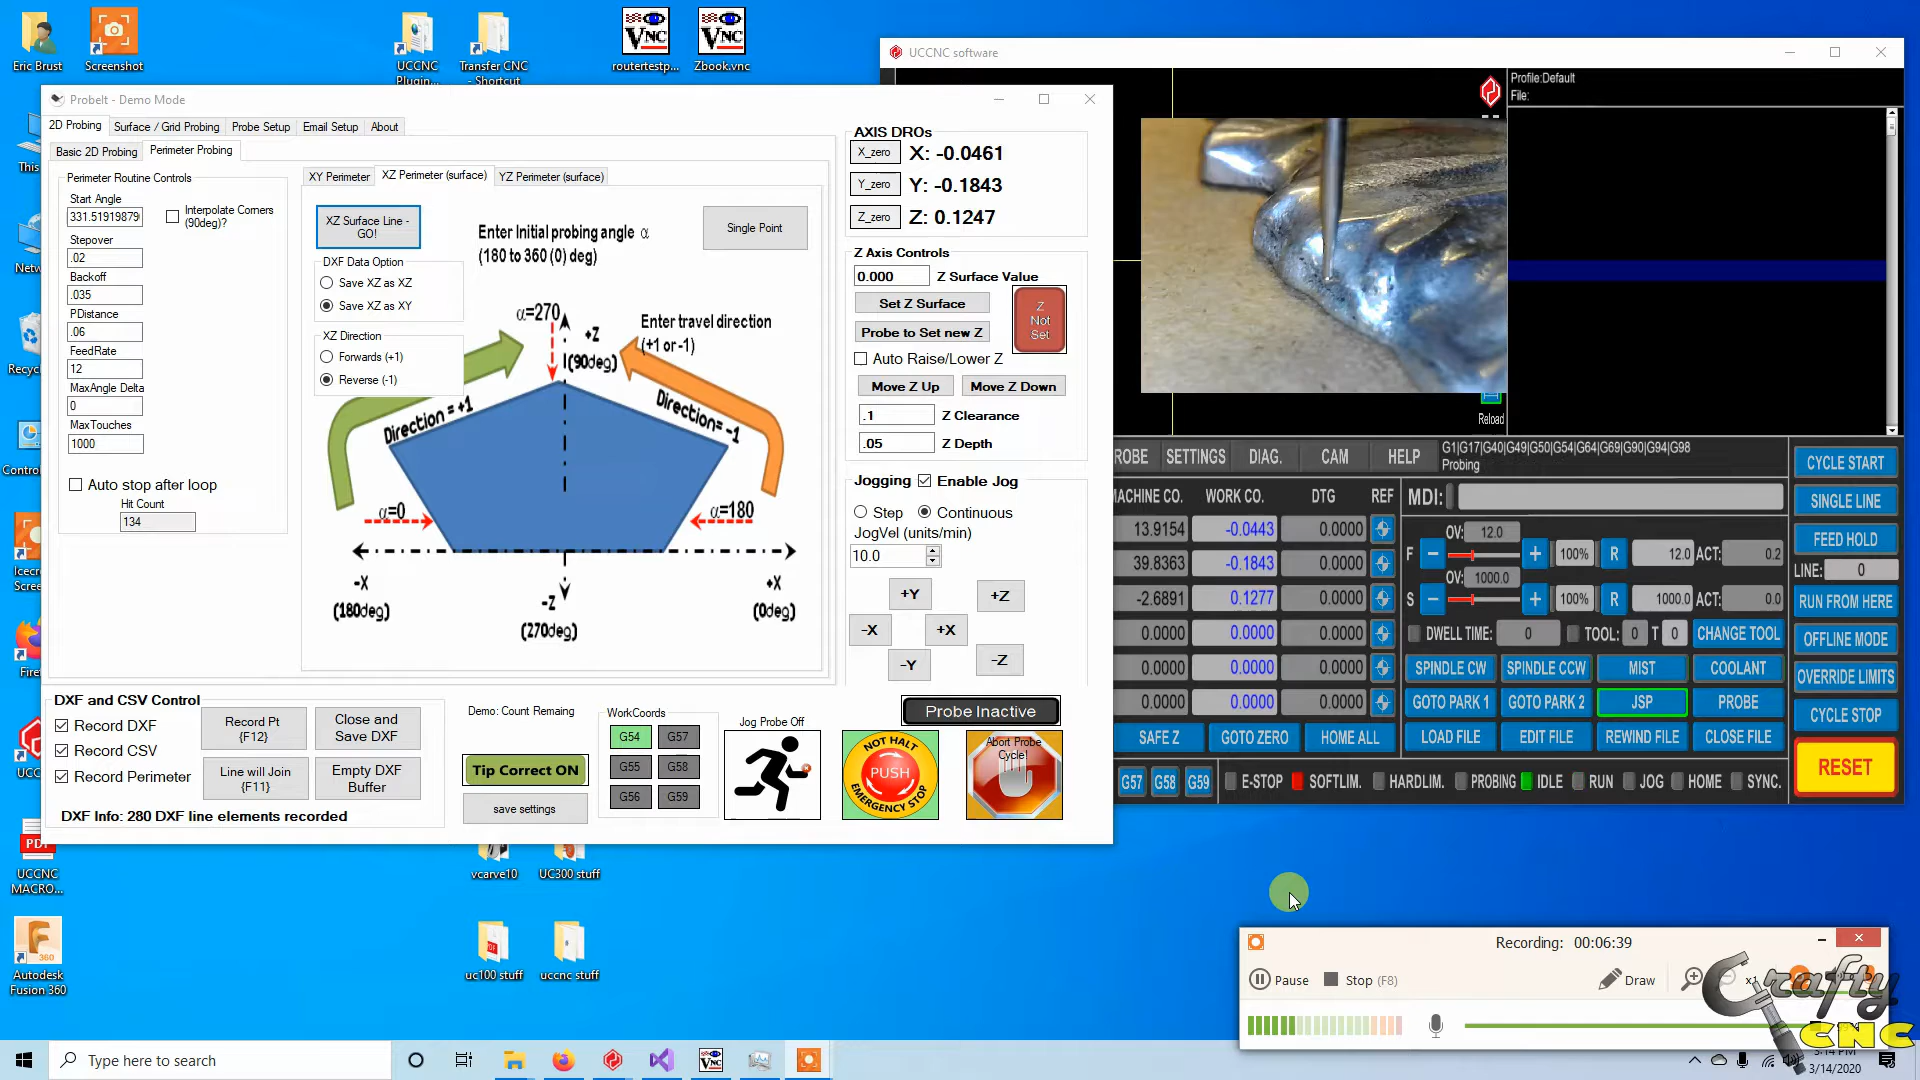 Eric Brust
Screenshot
UCCNC
Plugin...
Transfer CNC
- Shortcut
routertestp...
Zbook.vnc
UCCNC software
ProbeIt - Demo Mode
2D Probing
Surface / Grid Probing
Probe Setup
Email Setup
About
Basic 2D Probing
Perimeter Probing
Perimeter Routine Controls
Start Angle
331.51919879
Interpolate Corners
(90deg)?
Stepover
.02
Backoff
.035
PDistance
.06
FeedRate
12
MaxAngle Delta
0
MaxTouches
1000
Auto stop after loop
Hit Count
134
XY Perimeter
XZ Perimeter (surface)
YZ Perimeter (surface)
XZ Surface Line -
GO!
Enter Initial probing angle α
(180 to 360 (0) deg)
Single Point
DXF Data Option
Save XZ as XZ
Save XZ as XY
XZ Direction
Forwards (+1)
Reverse (-1)
α=270
+Z
(90deg)
Enter travel direction
(+1 or -1)
Direction = +1
Direction= -1
α=0
α=180
-X
(180deg)
-Z
(270deg)
+X
(0deg)
AXIS DROs
X_zero
X: -0.0461
Y_zero
Y: -0.1843
Z_zero
Z: 0.1247
Z Axis Controls
0.000
Z Surface Value
Set Z Surface
Probe to Set new Z
Z
Not
Set
Auto Raise/Lower Z
Move Z Up
Move Z Down
.1
Z Clearance
.05
Z Depth
Jogging
Enable Jog
Step
Continuous
JogVel (units/min)
10.0
+Y
+Z
-X
+X
-Y
-Z
DXF and CSV Control
Record DXF
Record CSV
Record Perimeter
Record Pt
{F12}
Close and
Save DXF
Line will Join
{F11}
Empty DXF
Buffer
DXF Info: 280 DXF line elements recorded
Demo: Count Remaing
Tip Correct ON
save settings
WorkCoords
G54
G57
G55
G58
G56
G59
Jog Probe Off
Probe Inactive
NOT HALT
PUSH
EMERGENCY STOP
Abort Probe
Cycle!
Profile:Default
File:
Reload
ROBE
SETTINGS
DIAG.
CAM
HELP
G1|G17|G40|G49|G50|G54|G64|G69|G90|G94|G98
Probing
MACHINE CO.
WORK CO.
DTG
REF
13.9154
-0.0443
0.0000
39.8363
-0.1843
0.0000
-2.6891
0.1277
0.0000
0.0000
0.0000
0.0000
0.0000
0.0000
0.0000
0.0000
0.0000
0.0000
MDI:
OV:
12.0
F
100%
R
12.0
ACT:
0.2
OV:
1000.0
S
100%
R
1000.0
ACT:
0.0
DWELL TIME:
0
TOOL:
0
T
0
CHANGE TOOL
SPINDLE CW
SPINDLE CCW
MIST
COOLANT
GOTO PARK 1
GOTO PARK 2
JSP
PROBE
SAFE Z
GOTO ZERO
HOME ALL
LOAD FILE
EDIT FILE
REWIND FILE
CLOSE FILE
G57
G58
G59
E-STOP
SOFTLIM.
HARDLIM.
PROBING
IDLE
RUN
JOG
HOME
SYNC.
CYCLE START
SINGLE LINE
FEED HOLD
LINE:
0
RUN FROM HERE
OFFLINE MODE
OVERRIDE LIMITS
CYCLE STOP
RESET
This
Netw
Recyc
Control
Icecr
Scree
Firef
UCC
UCCNC
MACRO...
Autodesk
Fusion 360
vcarve10
UC300 stuff
uc100 stuff
uccnc stuff
Recording: 00:06:39
Pause
Stop (F8)
Draw
x1
Crafty
CNC
Type here to search
3:14 PM
3/14/2020